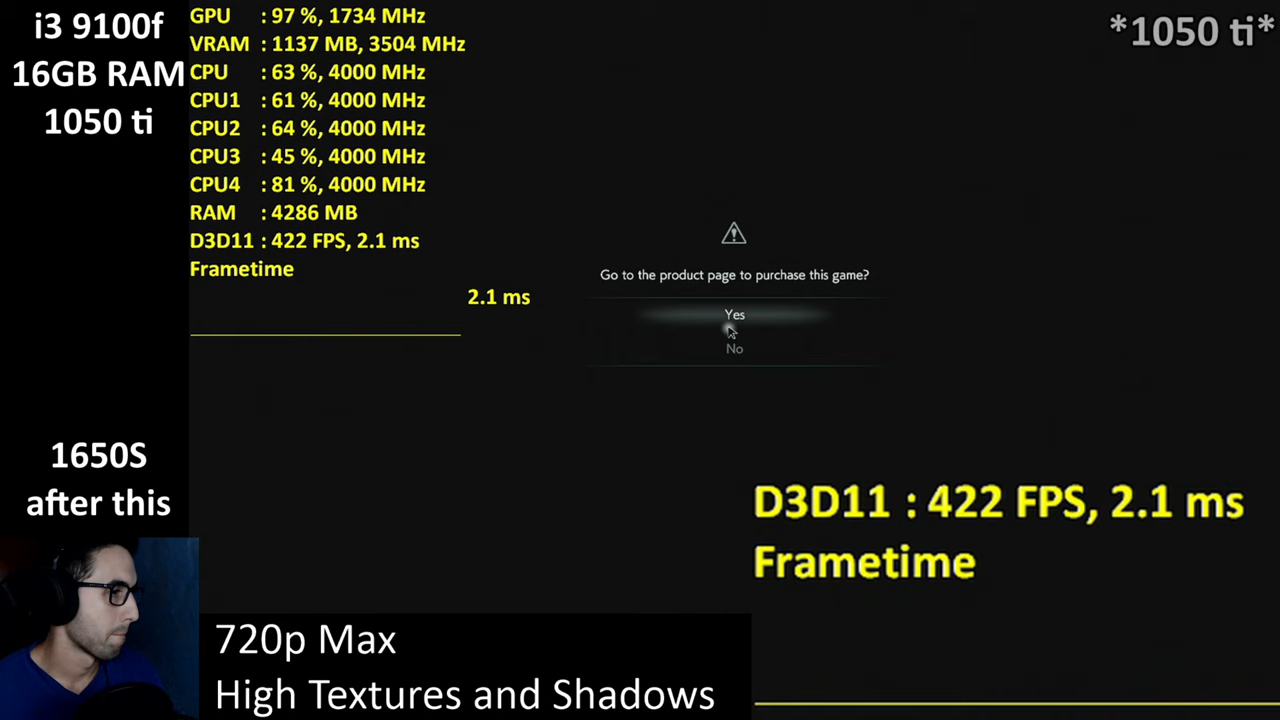 i3 9100f
16GB RAM
1050 ti
GPU : 97 %, 1734 MHz
VRAM : 1137 MB, 3504 MHz
CPU : 63 %, 4000 MHz
CPU1 : 61 %, 4000 MHz
CPU2 : 64 %, 4000 MHz
CPU3 : 45 %, 4000 MHz
CPU4 : 81 %, 4000 MHz
RAM : 4286 MB
D3D11 : 422 FPS, 2.1 ms
Frametime
2.1 ms
*1050 ti*
Go to the product page to purchase this game?
Yes
No
1650S
after this
D3D11 : 422 FPS, 2.1 ms
Frametime
720p Max
High Textures and Shadows